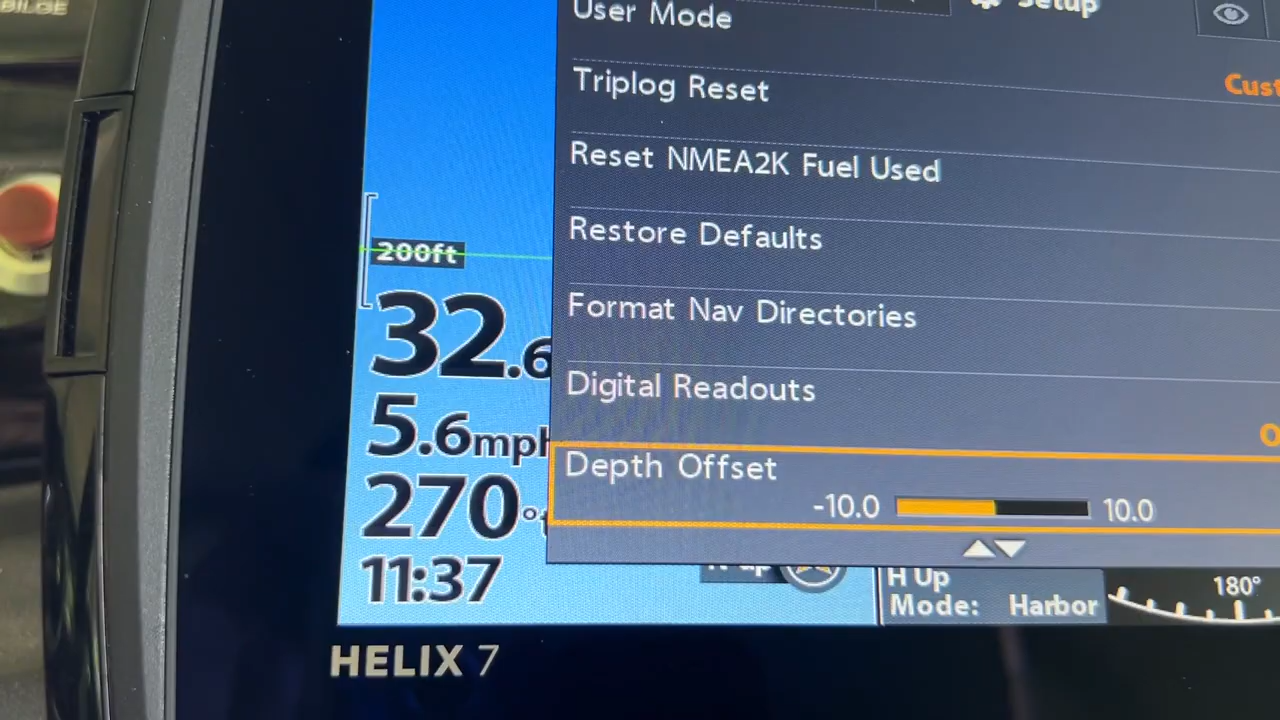 BILGE
User Mode
Setup
Triplog Reset
Reset NMEA2K Fuel Used
200ft
Restore Defaults
32.6
Format Nav Directories
5.6mph
Digital Readouts
270°
Depth Offset
-10.0 10.0
11:37
H Up
Mode: Harbor
180°
HELIX 7